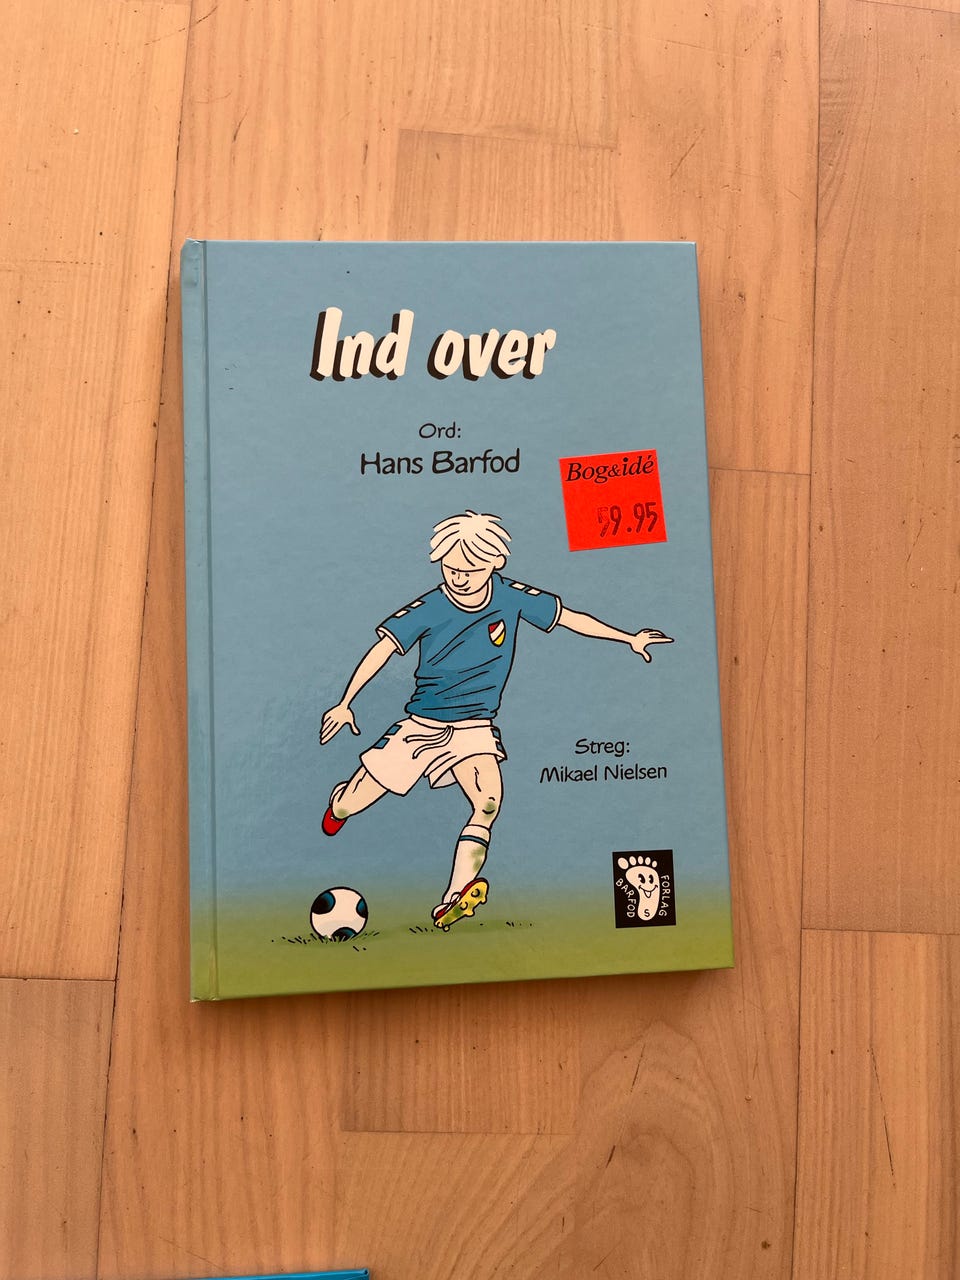 Ind over
Ord:
Hans Barfod
Bog&idé
59.95
Streg:
Mikael Nielsen
FORLAG
BARFOD
S